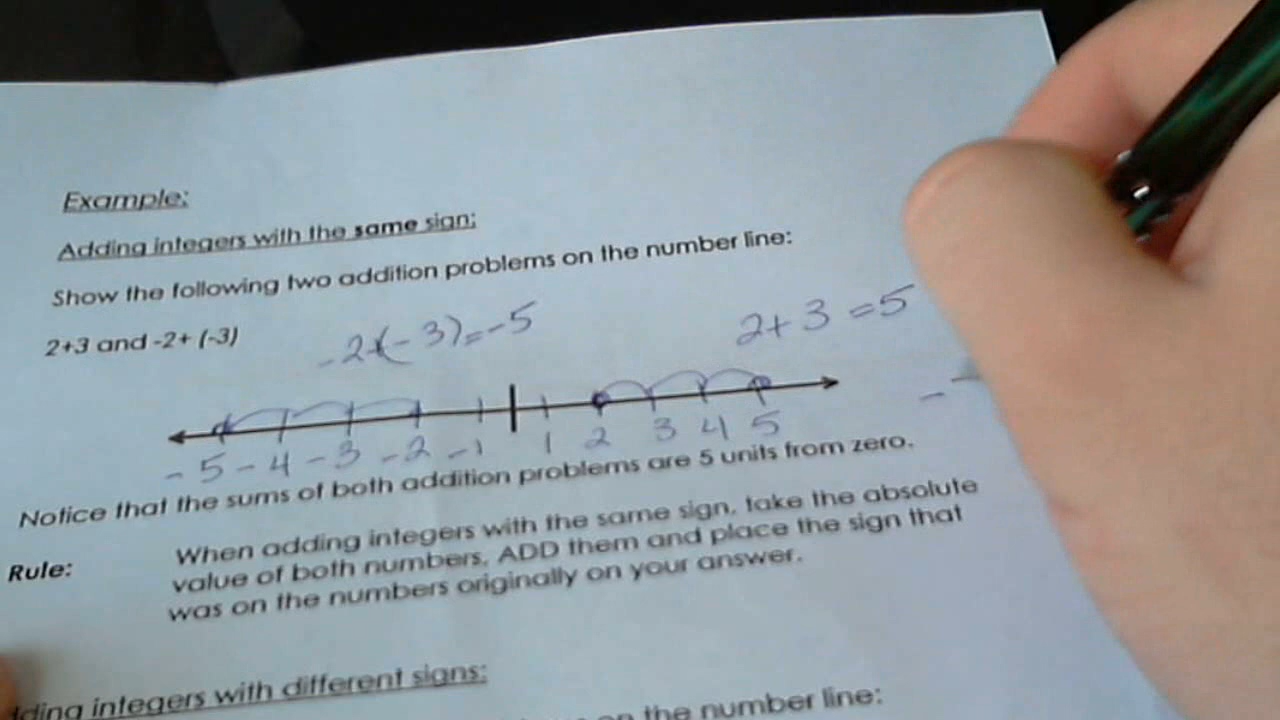 Example:
Adding integers with the same sign:
Show the following two addition problems on the number line:
2+3 and -2+ (-3)
-2+(-3)=-5
2+3=5
-5 -4 -3 -2 -1 1 2 3 4 5
Notice that the sums of both addition problems are 5 units from zero.
Rule: When adding integers with the same sign, take the absolute
value of both numbers, ADD them and place the sign that
was on the numbers originally on your answer.
dding integers with different signs:
on the number line: